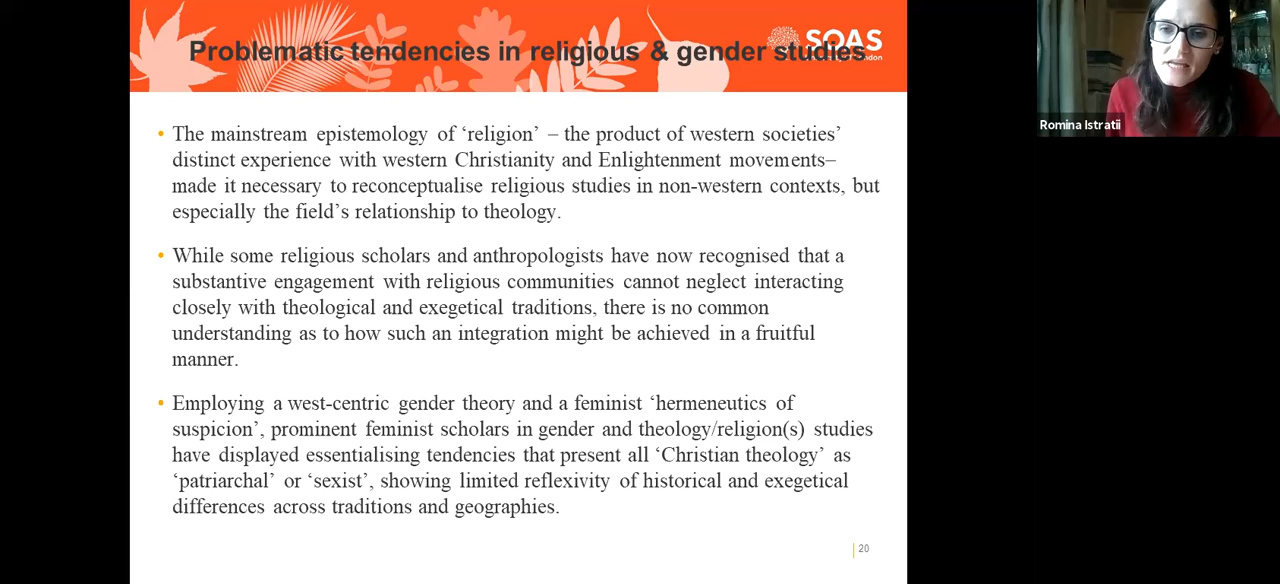 Problematic tendencies in religious & gender studies
SOAS
• The mainstream epistemology of ‘religion’ – the product of western societies’
distinct experience with western Christianity and Enlightenment movements–
made it necessary to reconceptualise religious studies in non-western contexts, but
especially the field’s relationship to theology.
• While some religious scholars and anthropologists have now recognised that a
substantive engagement with religious communities cannot neglect interacting
closely with theological and exegetical traditions, there is no common
understanding as to how such an integration might be achieved in a fruitful
manner.
• Employing a west-centric gender theory and a feminist ‘hermeneutics of
suspicion’, prominent feminist scholars in gender and theology/religion(s) studies
have displayed essentialising tendencies that present all ‘Christian theology’ as
‘patriarchal’ or ‘sexist’, showing limited reflexivity of historical and exegetical
differences across traditions and geographies.
20
Romina Istratii